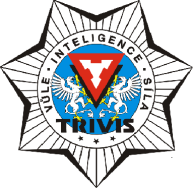 VŮLE · INTELIGENCE · SÍLA
TRIVIS